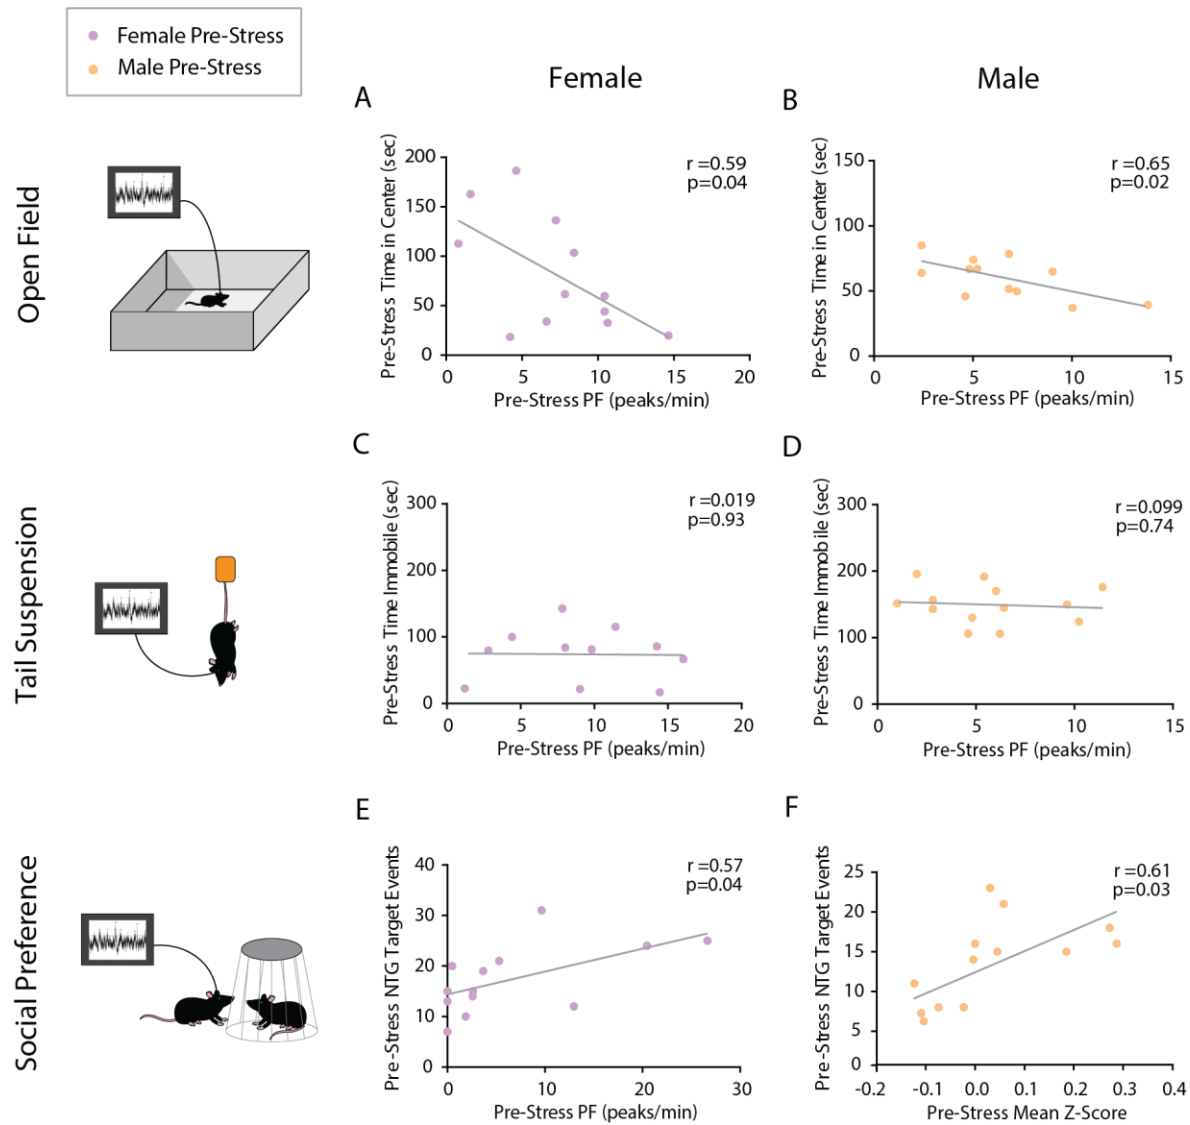 Female Pre-Stress
Male Pre-Stress
Female
Male
Open Field
A
Pre-Stress Time in Center (sec)
200
150
100
50
0
0 5 10 15 20
Pre-Stress PF (peaks/min)
r =0.59
p=0.04
B
Pre-Stress Time in Center (sec)
150
100
50
0
0 5 10 15
Pre-Stress PF (peaks/min)
r =0.65
p=0.02
Tail Suspension
C
Pre-Stress Time Immobile (sec)
300
200
100
0
0 5 10 15 20
Pre-Stress PF (peaks/min)
r =0.019
p=0.93
D
Pre-Stress Time Immobile (sec)
300
200
100
0
0 5 10 15
Pre-Stress PF (peaks/min)
r =0.099
p=0.74
Social Preference
E
Pre-Stress NTG Target Events
40
30
20
10
0
0 10 20 30
Pre-Stress PF (peaks/min)
r =0.57
p=0.04
F
Pre-Stress NTG Target Events
25
20
15
10
5
0
-0.2 -0.1 0.0 0.1 0.2 0.3 0.4
Pre-Stress Mean Z-Score
r =0.61
p=0.03